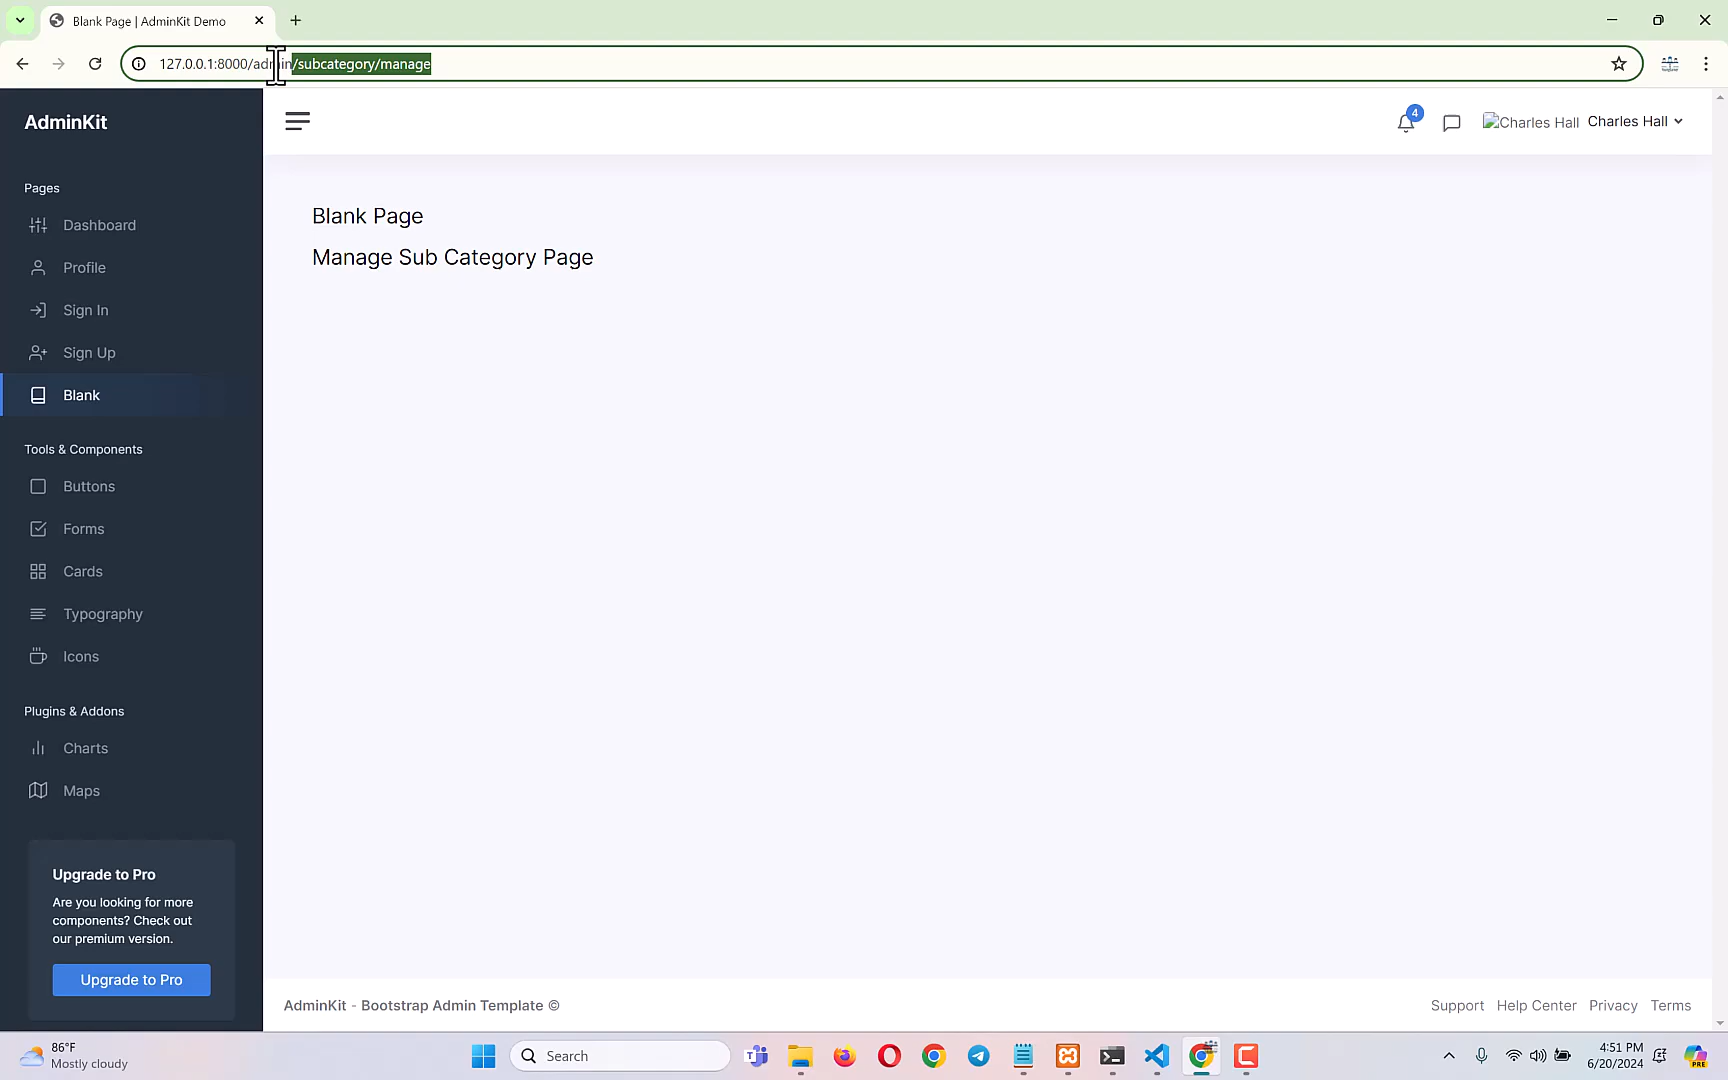 Blank Page | AdminKit Demo
127.0.0.1:8000/admin/subcategory/manage
AdminKit
4
Charles Hall
Charles Hall
Pages
Dashboard
Profile
Sign In
Sign Up
Blank
Tools & Components
Buttons
Forms
Cards
Typography
Icons
Plugins & Addons
Charts
Maps
Upgrade to Pro
Are you looking for more
components? Check out
our premium version.
Upgrade to Pro
Blank Page
Manage Sub Category Page
AdminKit - Bootstrap Admin Template ©
Support Help Center Privacy Terms
86°F
Mostly cloudy
Search
4:51 PM
6/20/2024
PRE